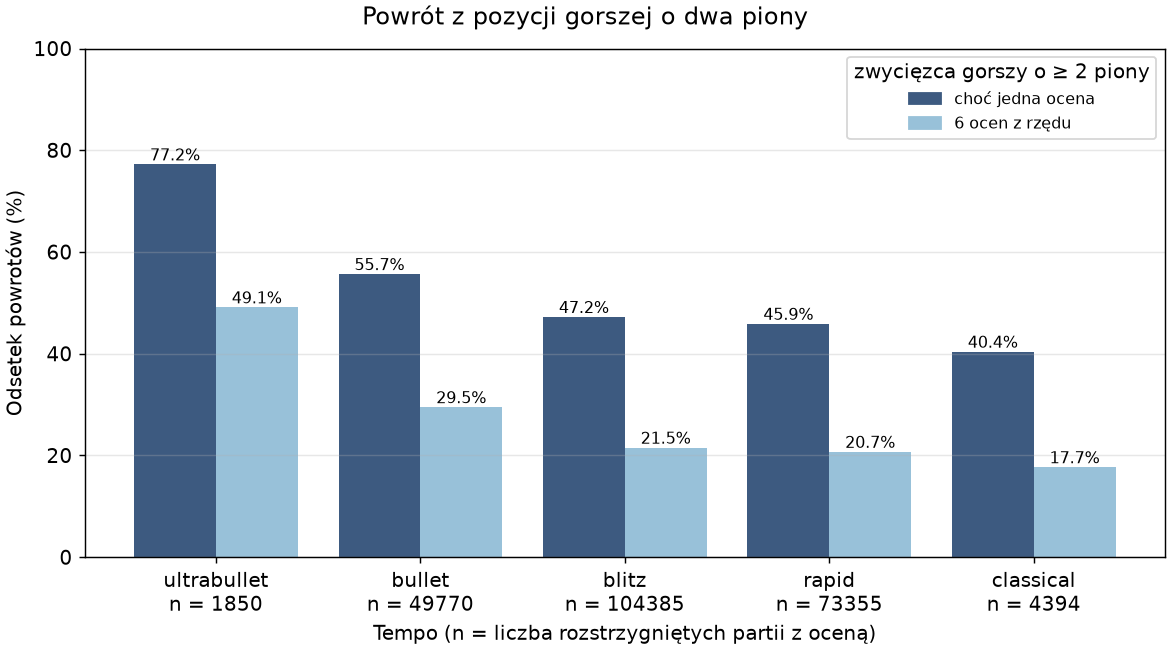 Powrót z pozycji gorszej o dwa piony
zwycięzca gorszy o ≥ 2 piony
choć jedna ocena
6 ocen z rzędu
Odsetek powrotów (%)
100
80
60
40
20
0
77.2%
49.1%
55.7%
29.5%
47.2%
21.5%
45.9%
20.7%
40.4%
17.7%
ultrabullet
n = 1850
bullet
n = 49770
blitz
n = 104385
rapid
n = 73355
classical
n = 4394
Tempo (n = liczba rozstrzygniętych partii z oceną)